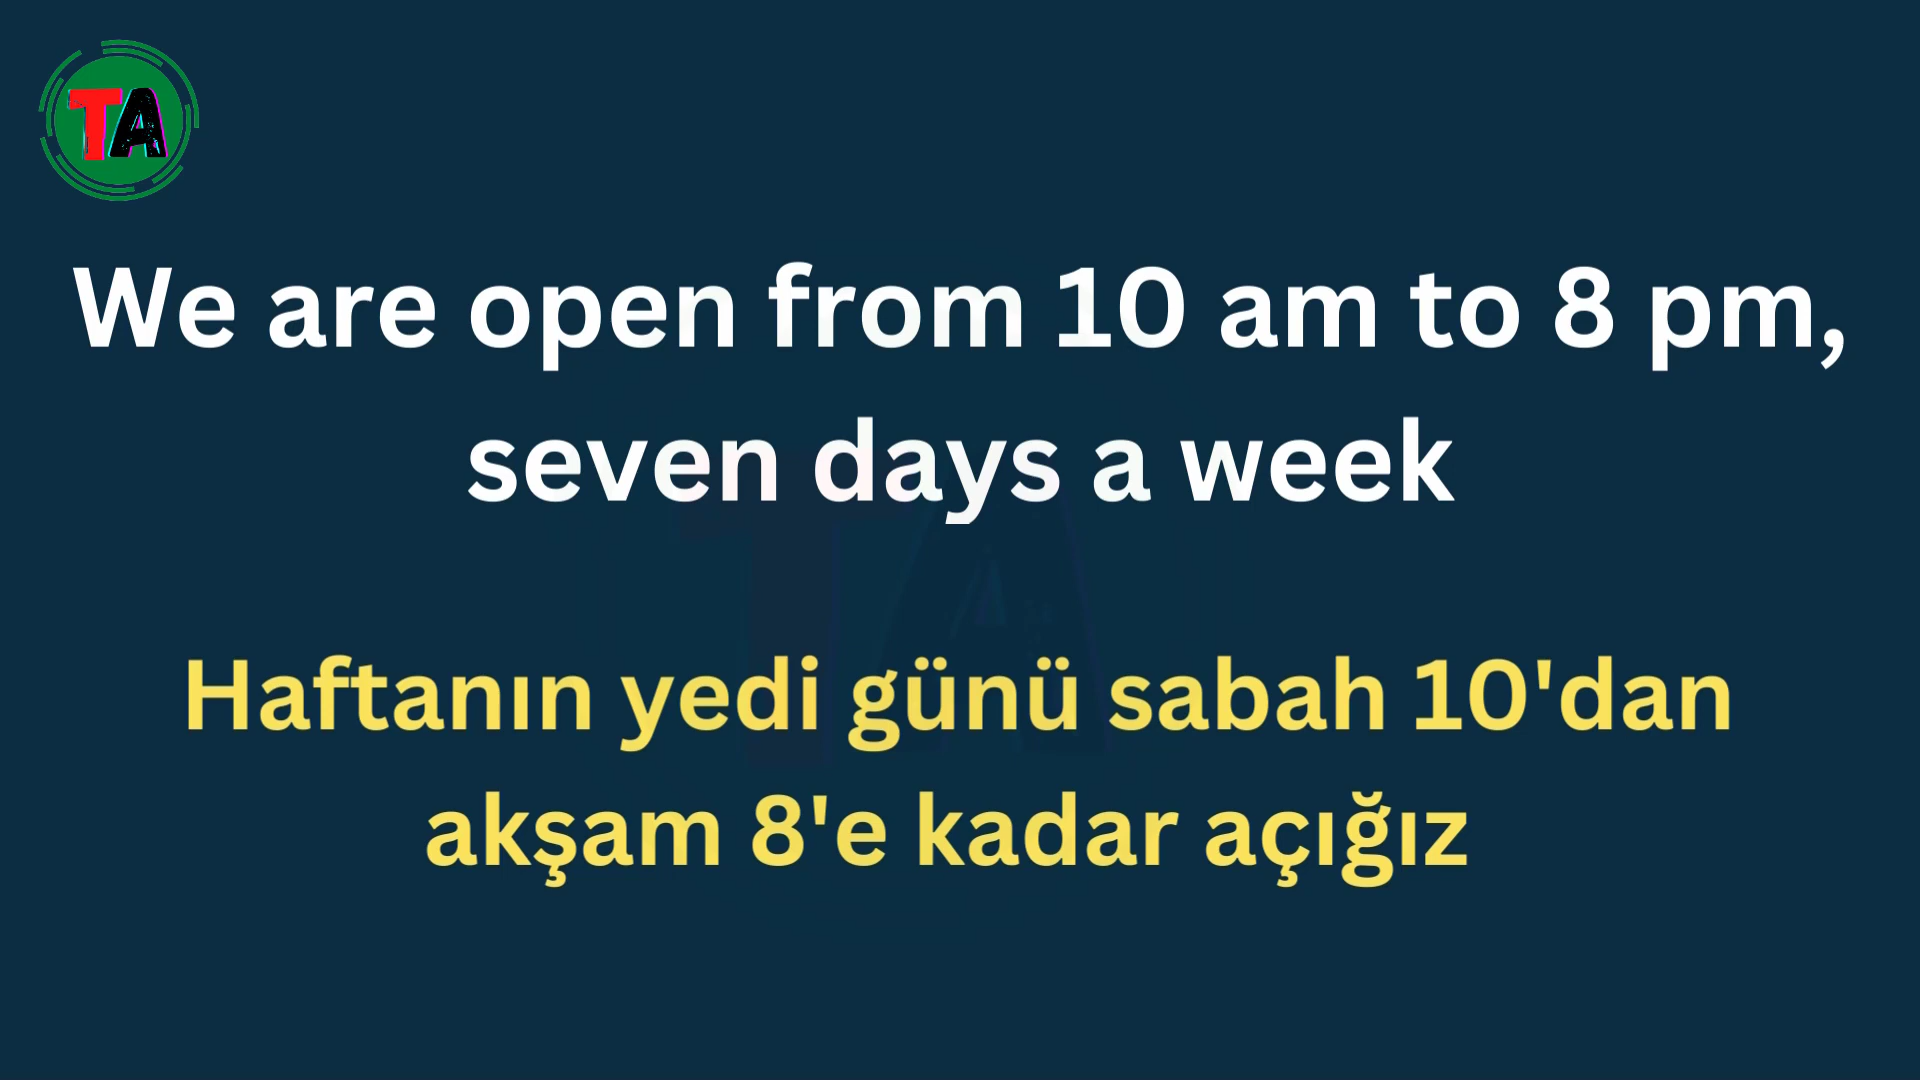 TA
We are open from 10 am to 8 pm,
seven days a week
Haftanın yedi günü sabah 10'dan
akşam 8'e kadar açığız